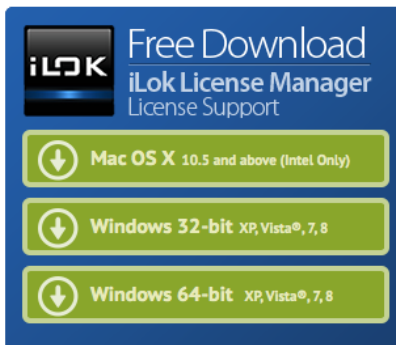 iLOK
Free Download
iLok License Manager
License Support
Mac OS X 10.5 and above (Intel Only)
Windows 32-bit XP, Vista®, 7, 8
Windows 64-bit XP, Vista®, 7, 8